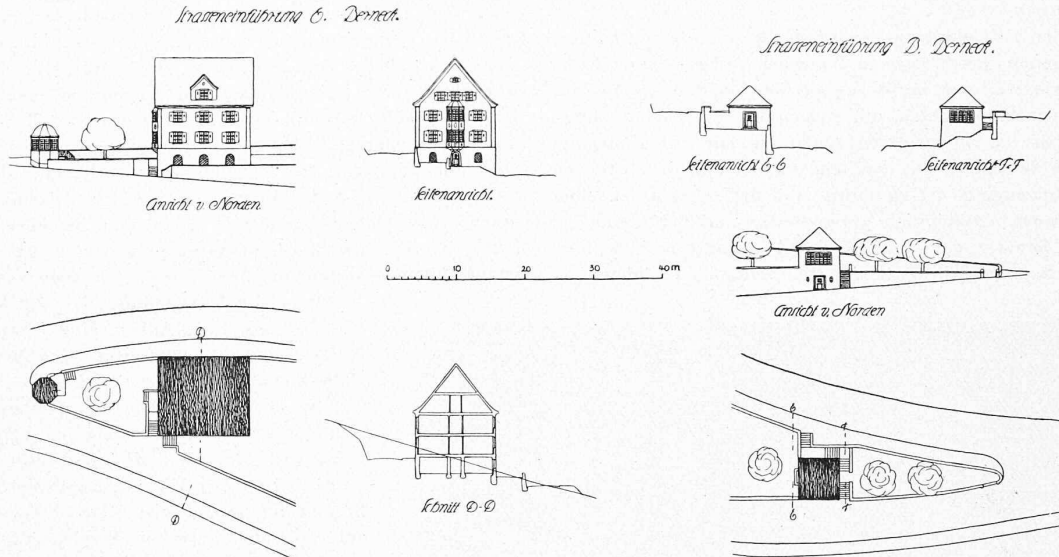 Strasseneinführung C. Derneck.
Strasseneinführung D. Derneck.
Ansicht v. Norden
Seitenansicht.
Seitenansicht G-G
Seitenansicht F-F
0 10 20 30 40 m
Ansicht v. Norden
D
D
Schnitt D-D
G
G
F
F